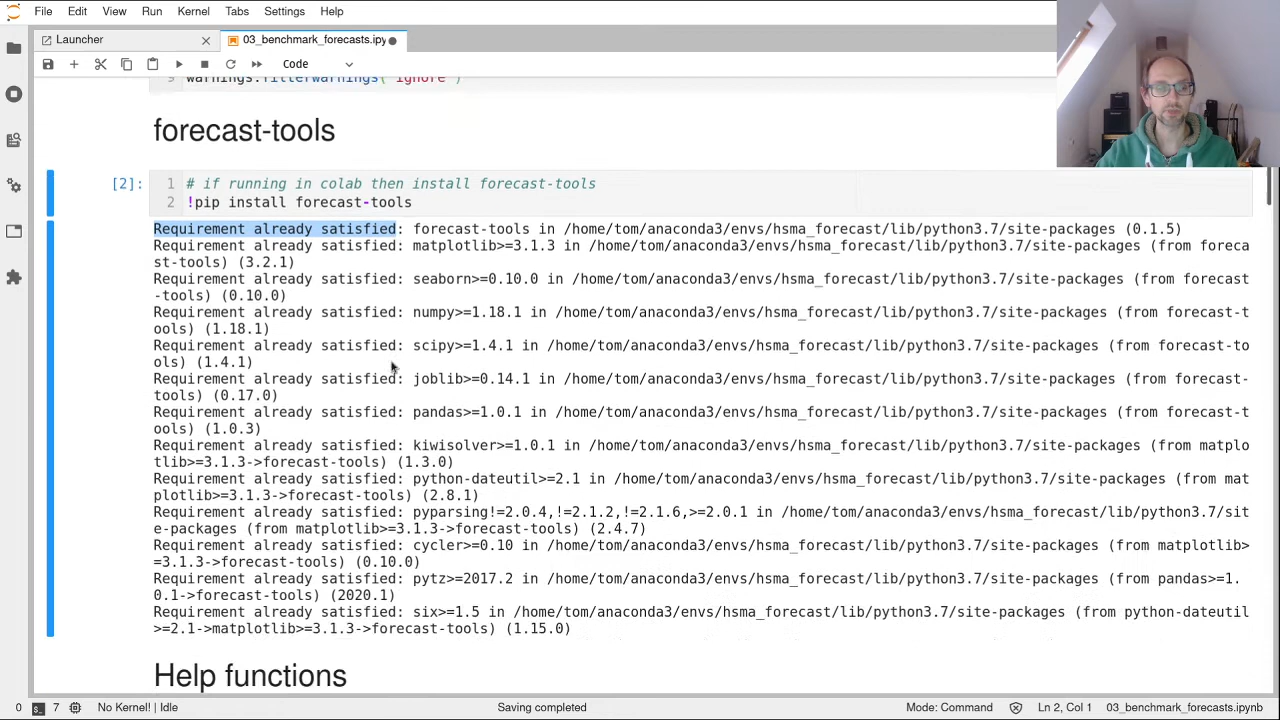 File Edit View Run Kernel Tabs Settings Help
Launcher
03_benchmark_forecasts.ipy
Code
warnings.filterwarnings('ignore')
forecast-tools
[2]:
1 # if running in colab then install forecast-tools
2 !pip install forecast-tools
Requirement already satisfied: forecast-tools in /home/tom/anaconda3/envs/hsma_forecast/lib/python3.7/site-packages (0.1.5)
Requirement already satisfied: matplotlib>=3.1.3 in /home/tom/anaconda3/envs/hsma_forecast/lib/python3.7/site-packages (from foreca
st-tools) (3.2.1)
Requirement already satisfied: seaborn>=0.10.0 in /home/tom/anaconda3/envs/hsma_forecast/lib/python3.7/site-packages (from forecast
-tools) (0.10.0)
Requirement already satisfied: numpy>=1.18.1 in /home/tom/anaconda3/envs/hsma_forecast/lib/python3.7/site-packages (from forecast-t
ools) (1.18.1)
Requirement already satisfied: scipy>=1.4.1 in /home/tom/anaconda3/envs/hsma_forecast/lib/python3.7/site-packages (from forecast-to
ols) (1.4.1)
Requirement already satisfied: joblib>=0.14.1 in /home/tom/anaconda3/envs/hsma_forecast/lib/python3.7/site-packages (from forecast-
tools) (0.17.0)
Requirement already satisfied: pandas>=1.0.1 in /home/tom/anaconda3/envs/hsma_forecast/lib/python3.7/site-packages (from forecast-t
ools) (1.0.3)
Requirement already satisfied: kiwisolver>=1.0.1 in /home/tom/anaconda3/envs/hsma_forecast/lib/python3.7/site-packages (from matplo
tlib>=3.1.3->forecast-tools) (1.3.0)
Requirement already satisfied: python-dateutil>=2.1 in /home/tom/anaconda3/envs/hsma_forecast/lib/python3.7/site-packages (from mat
plotlib>=3.1.3->forecast-tools) (2.8.1)
Requirement already satisfied: pyparsing!=2.0.4,!=2.1.2,!=2.1.6,>=2.0.1 in /home/tom/anaconda3/envs/hsma_forecast/lib/python3.7/sit
e-packages (from matplotlib>=3.1.3->forecast-tools) (2.4.7)
Requirement already satisfied: cycler>=0.10 in /home/tom/anaconda3/envs/hsma_forecast/lib/python3.7/site-packages (from matplotlib>
=3.1.3->forecast-tools) (0.10.0)
Requirement already satisfied: pytz>=2017.2 in /home/tom/anaconda3/envs/hsma_forecast/lib/python3.7/site-packages (from pandas>=1.
0.1->forecast-tools) (2020.1)
Requirement already satisfied: six>=1.5 in /home/tom/anaconda3/envs/hsma_forecast/lib/python3.7/site-packages (from python-dateutil
>=2.1->matplotlib>=3.1.3->forecast-tools) (1.15.0)
Help functions
0 7 No Kernel! | Idle Saving completed Mode: Command Ln 2, Col 1 03_benchmark_forecasts.ipynb